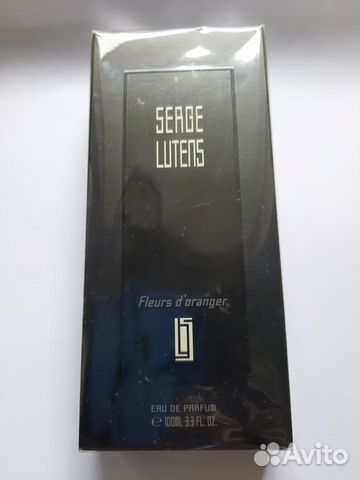 SERGE
LUTENS
Fleurs d'oranger
EAU DE PARFUM
℮ 100ML 3.3 FL. OZ.
Avito